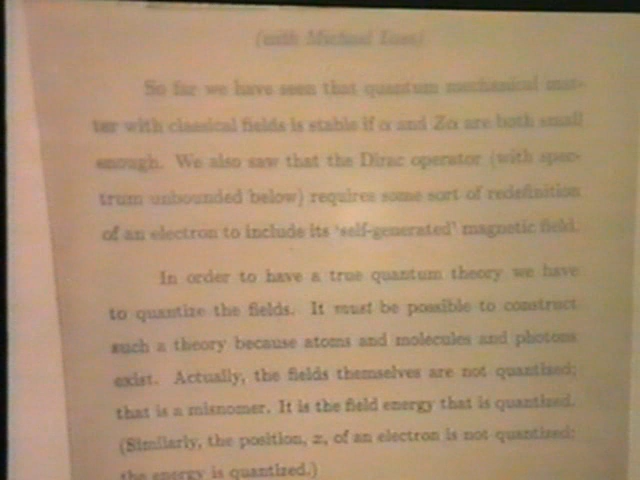 (with Michael Loss)
So far we have seen that quantum mechanical mat-
ter with classical fields is stable if α and Zα are both small
enough. We also saw that the Dirac operator (with spec-
trum unbounded below) requires some sort of redefinition
of an electron to include its 'self-generated' magnetic field.
In order to have a true quantum theory we have
to quantize the fields. It must be possible to construct
such a theory because atoms and molecules and photons
exist. Actually, the fields themselves are not quantized;
that is a misnomer. It is the field energy that is quantized.
(Similarly, the position, x, of an electron is not quantized;
the energy is quantized.)